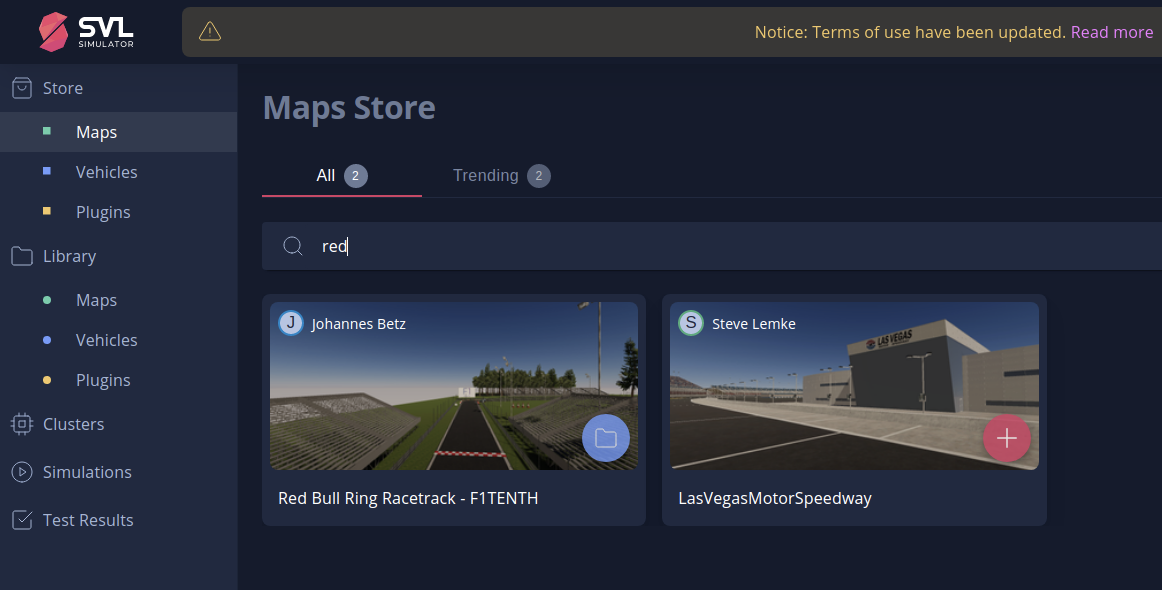 SVL
SIMULATOR
Notice: Terms of use have been updated. Read more
Store
Maps
Vehicles
Plugins
Library
Maps
Vehicles
Plugins
Clusters
Simulations
Test Results
Maps Store
All 2
Trending 2
red
J Johannes Betz
Red Bull Ring Racetrack - F1TENTH
S Steve Lemke
LAS VEGAS
LasVegasMotorSpeedway